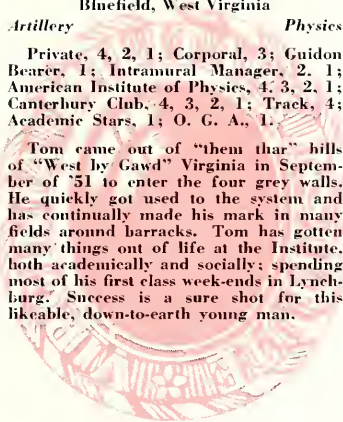 Bluefield, West Virginia
Artillery Physics
Private, 4, 2, 1; Corporal, 3; Guidon
Bearer, 1; Intramural Manager, 2, 1;
American Institute of Physics, 4, 3, 2, 1;
Canterbury Club, 4, 3, 2, 1; Track, 4;
Academic Stars, 1; O. G. A., 1.
Tom came out of "them thar" hills
of "West by Gawd" Virginia in Septem-
ber of '51 to enter the four grey walls.
He quickly got used to the system and
has continually made his mark in many
fields around barracks. Tom has gotten
many things out of life at the Institute,
both academically and socially; spending
most of his first class week-ends in Lynch-
burg. Success is a sure shot for this
likeable, down-to-earth young man.